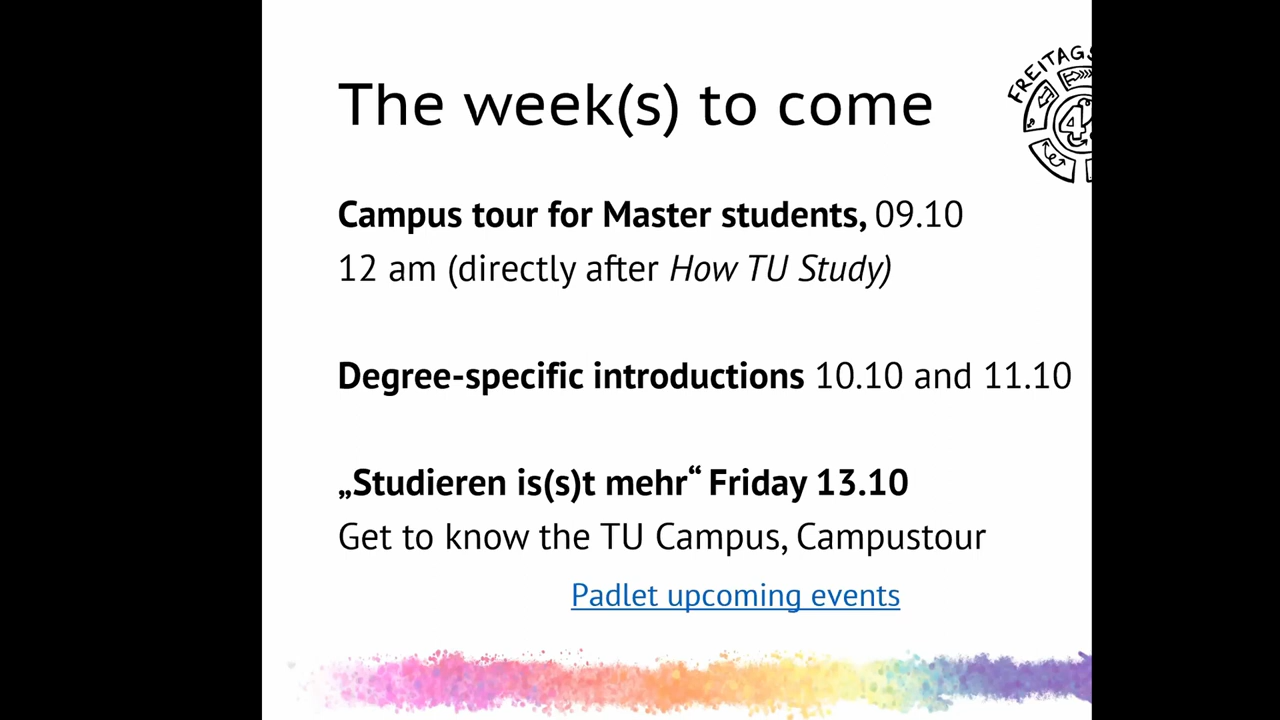 The week(s) to come
FREITAGS
42
Campus tour for Master students, 09.10
12 am (directly after How TU Study)
Degree-specific introductions 10.10 and 11.10
„Studieren is(s)t mehr“ Friday 13.10
Get to know the TU Campus, Campustour
Padlet upcoming events